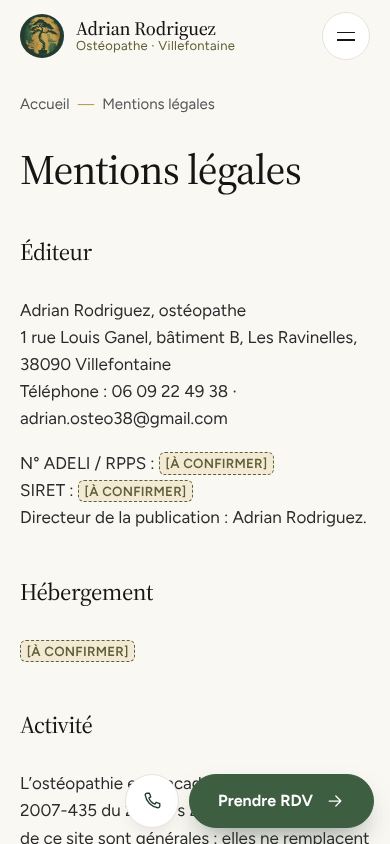 Adrian Rodriguez
Ostéopathe · Villefontaine
Accueil — Mentions légales
Mentions légales
Éditeur
Adrian Rodriguez, ostéopathe
1 rue Louis Ganel, bâtiment B, Les Ravinelles,
38090 Villefontaine
Téléphone : 06 09 22 49 38 ·
adrian.osteo38@gmail.com
N° ADELI / RPPS : [À CONFIRMER]
SIRET : [À CONFIRMER]
Directeur de la publication : Adrian Rodriguez.
Hébergement
[À CONFIRMER]
Activité
L’ostéopathie
Prendre RDV →
2007-435 du
de ce site sont générales : elles ne remplacent